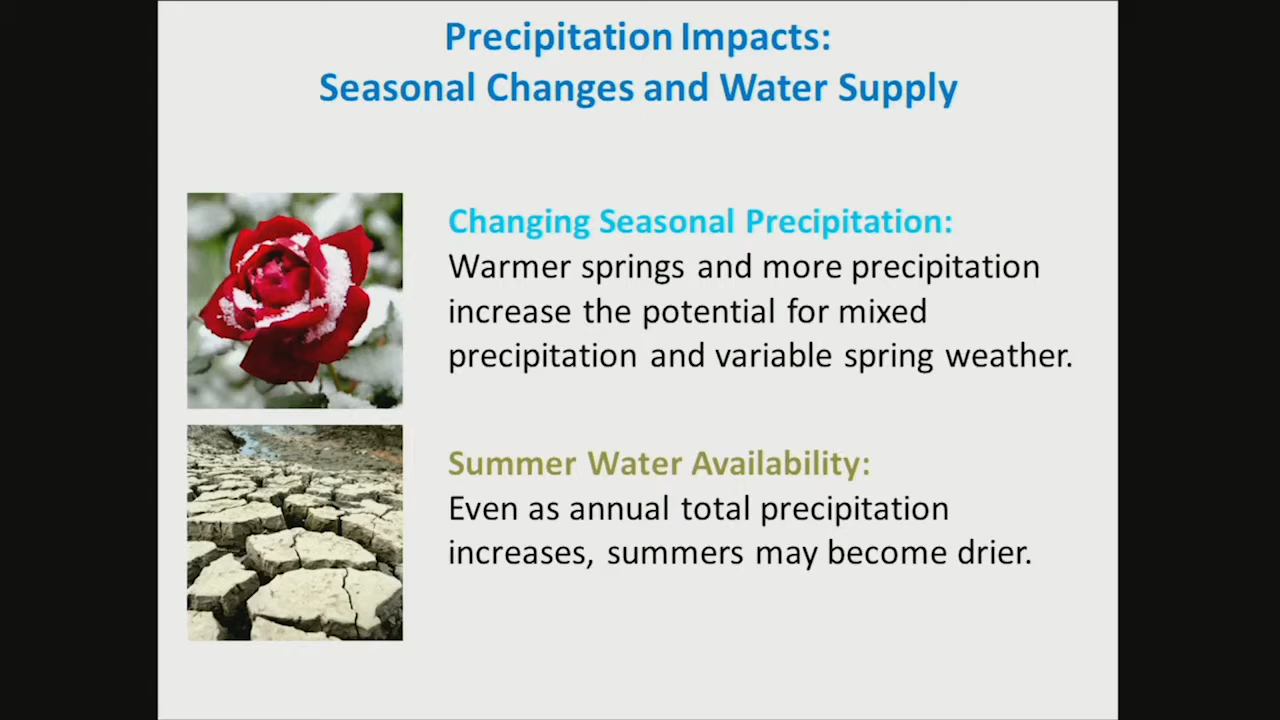 Precipitation Impacts:
Seasonal Changes and Water Supply
Changing Seasonal Precipitation:
Warmer springs and more precipitation
increase the potential for mixed
precipitation and variable spring weather.
Summer Water Availability:
Even as annual total precipitation
increases, summers may become drier.